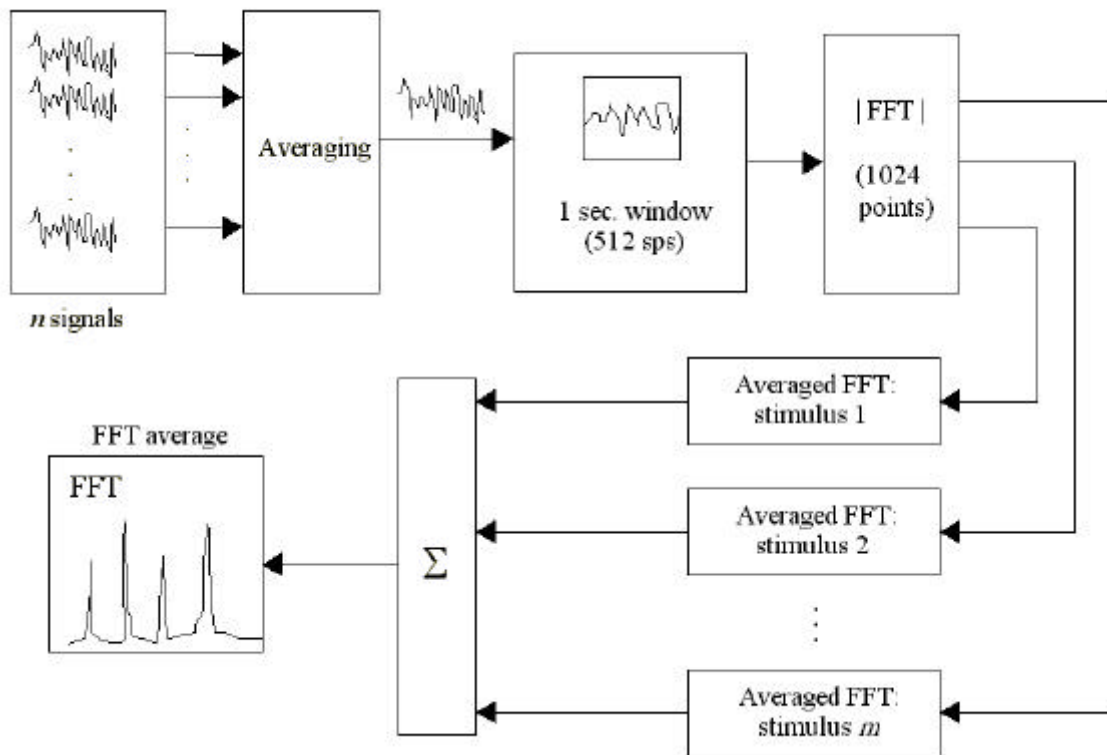 n signals
Averaging
1 sec. window
(512 sps)
| FFT |
(1024
points)
Averaged FFT:
stimulus 1
Averaged FFT:
stimulus 2
Averaged FFT:
stimulus m
Σ
FFT average
FFT